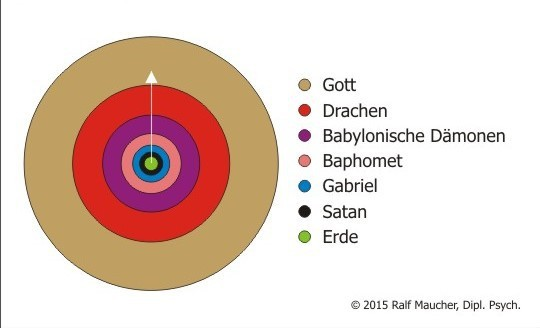 Gott
Drachen
Babylonische Dämonen
Baphomet
Gabriel
Satan
Erde
© 2015 Ralf Maucher, Dipl. Psych.